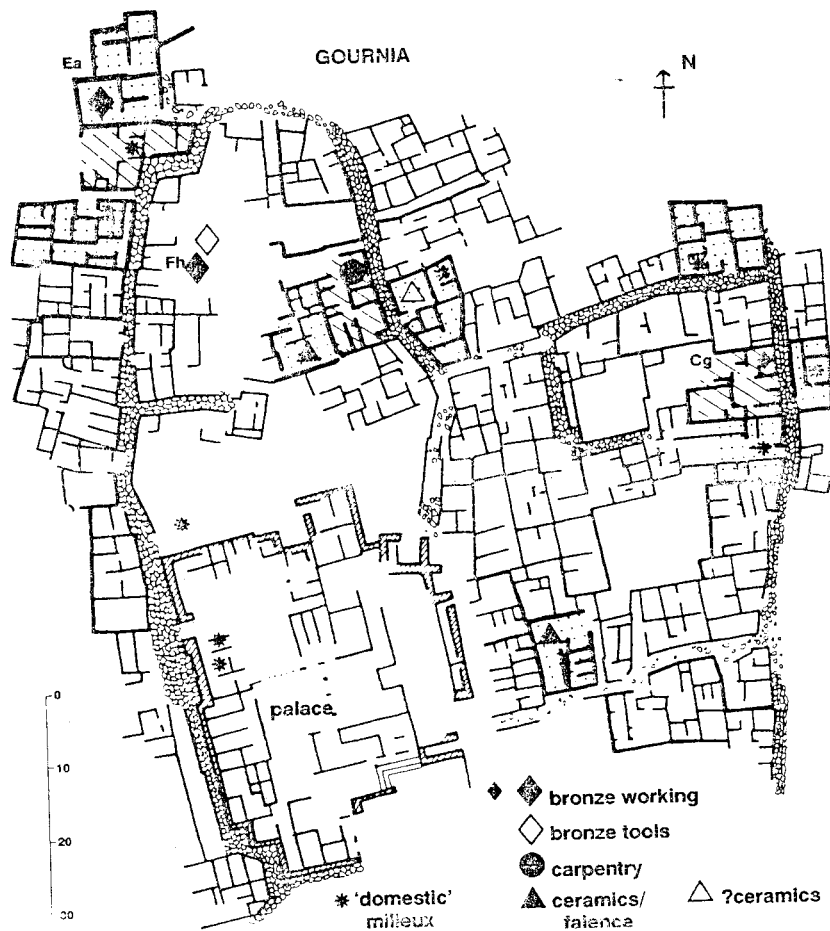 GOURNIA
N
Ea
Fh
Cg
palace
0
10
20
30
bronze working
bronze tools
carpentry
ceramics/
faience
?ceramics
'domestic'
milieux